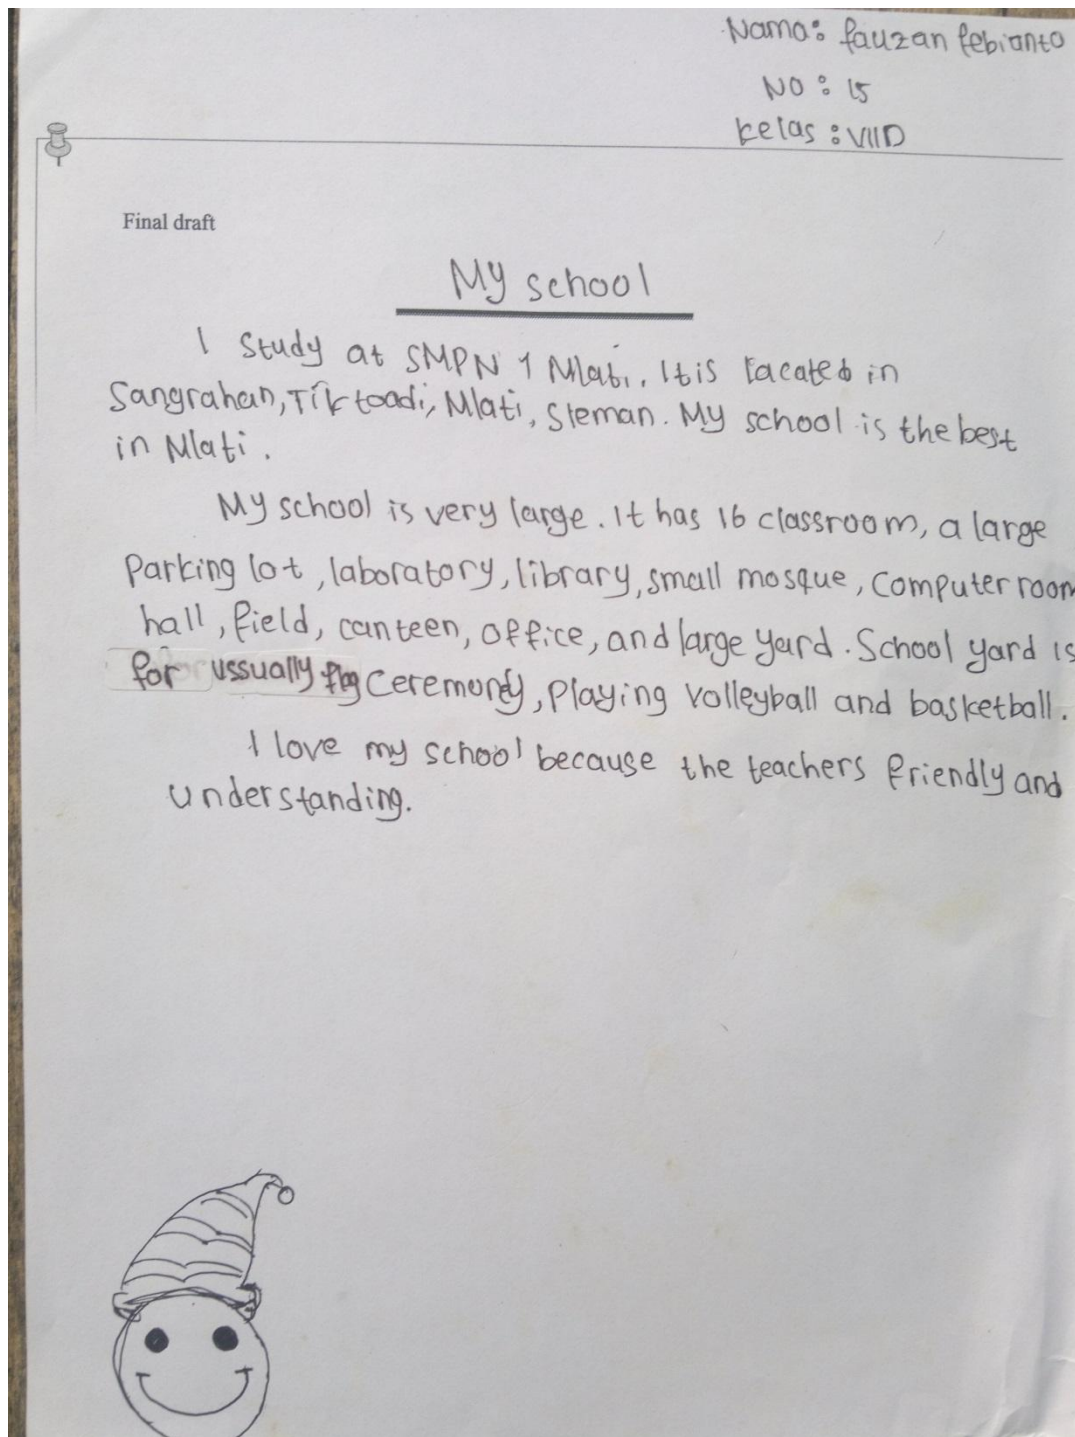 Nama: fauzan febianto
No : 15
kelas : VIID
Final draft
My school
I study at SMPN 1 Mlati. It is lacated in
Sangrahan, Tirtoadi, Mlati, Sleman. My school is the best
in Mlati.
My school is very large. It has 16 classroom, a large
Parking lot, laboratory, library, small mosque, computer room
hall, field, canteen, office, and large yard. School yard is
for ussually flag ceremony, playing volleyball and basketball.
I love my school because the teachers friendly and
understanding.